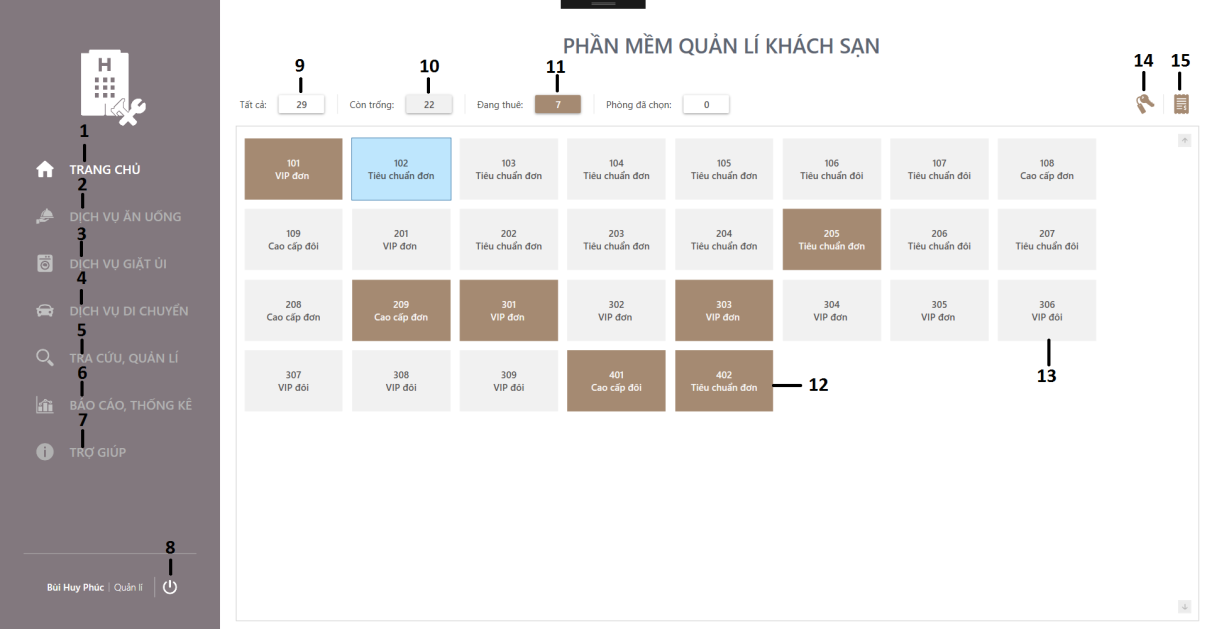 PHẦN MỀM QUẢN LÍ KHÁCH SẠN
H
9 10 11 14 15
Tất cả: 29 Còn trống: 22 Đang thuê: 7 Phòng đã chọn: 0
1
TRANG CHỦ
2
DỊCH VỤ ĂN UỐNG
3
DỊCH VỤ GIẶT ỦI
4
DỊCH VỤ DI CHUYỂN
5
TRA CỨU, QUẢN LÍ
6
BÁO CÁO, THỐNG KÊ
7
TRỢ GIÚP
8
Bùi Huy Phúc | Quản lí
101 102 103 104 105 106 107 108
VIP đơn Tiêu chuẩn đơn Tiêu chuẩn đơn Tiêu chuẩn đơn Tiêu chuẩn đơn Tiêu chuẩn đôi Tiêu chuẩn đôi Cao cấp đơn
109 201 202 203 204 205 206 207
Cao cấp đôi VIP đơn Tiêu chuẩn đơn Tiêu chuẩn đơn Tiêu chuẩn đơn Tiêu chuẩn đơn Tiêu chuẩn đôi Tiêu chuẩn đôi
208 209 301 302 303 304 305 306
Cao cấp đơn Cao cấp đơn VIP đơn VIP đơn VIP đơn VIP đơn VIP đơn VIP đôi
307 308 309 401 402
VIP đôi VIP đôi VIP đôi Cao cấp đôi Tiêu chuẩn đơn
12
13